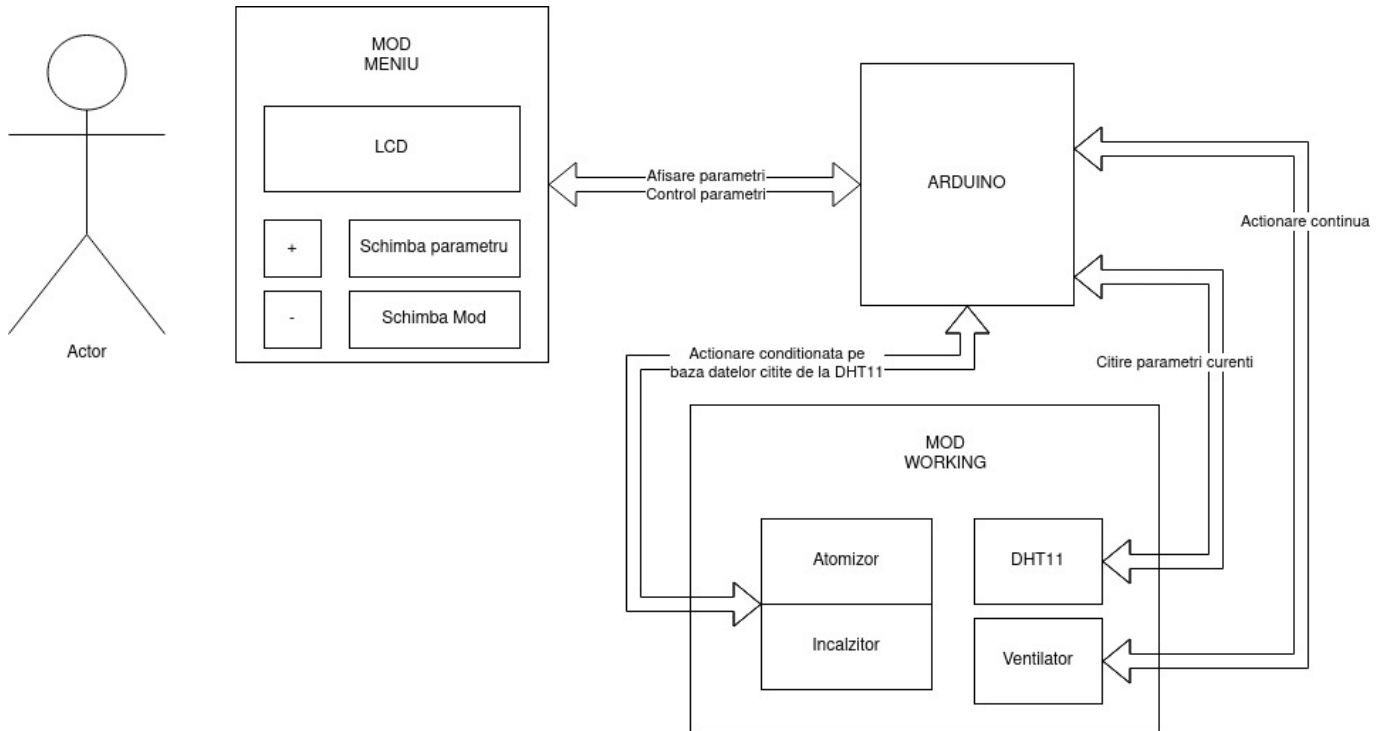 MOD
MENIU
LCD
+
Schimba parametru
-
Schimba Mod
Actor
Afisare parametri
Control parametri
ARDUINO
Actionare continua
Actionare conditionata pe
baza datelor citite de la DHT11
Citire parametri curenti
MOD
WORKING
Atomizor
DHT11
Incalzitor
Ventilator